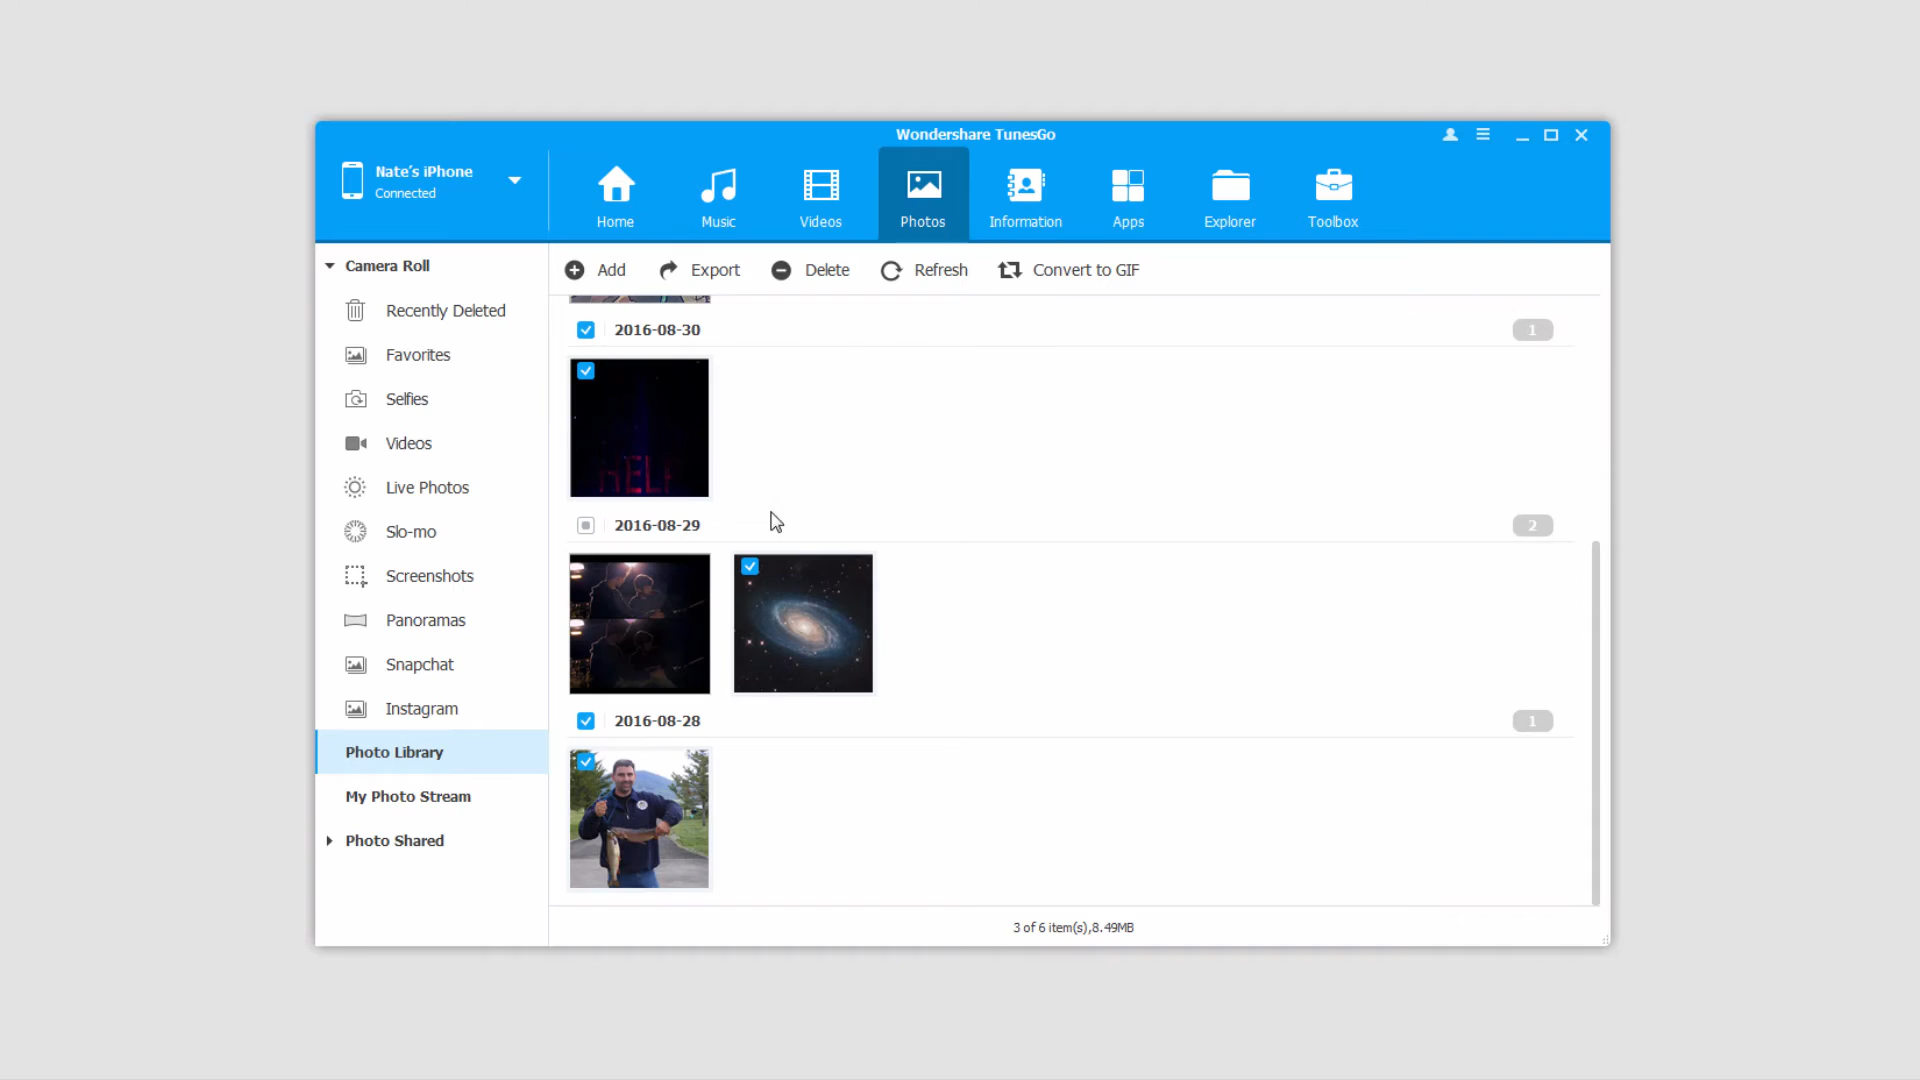 Wondershare TunesGo
Nate's iPhone
Connected
Home
Music
Videos
Photos
Information
Apps
Explorer
Toolbox
Camera Roll
Recently Deleted
Favorites
Selfies
Videos
Live Photos
Slo-mo
Screenshots
Panoramas
Snapchat
Instagram
Photo Library
My Photo Stream
Photo Shared
Add
Export
Delete
Refresh
Convert to GIF
2016-08-30
1
HELP
2016-08-29
2
2016-08-28
1
3 of 6 item(s),8.49MB